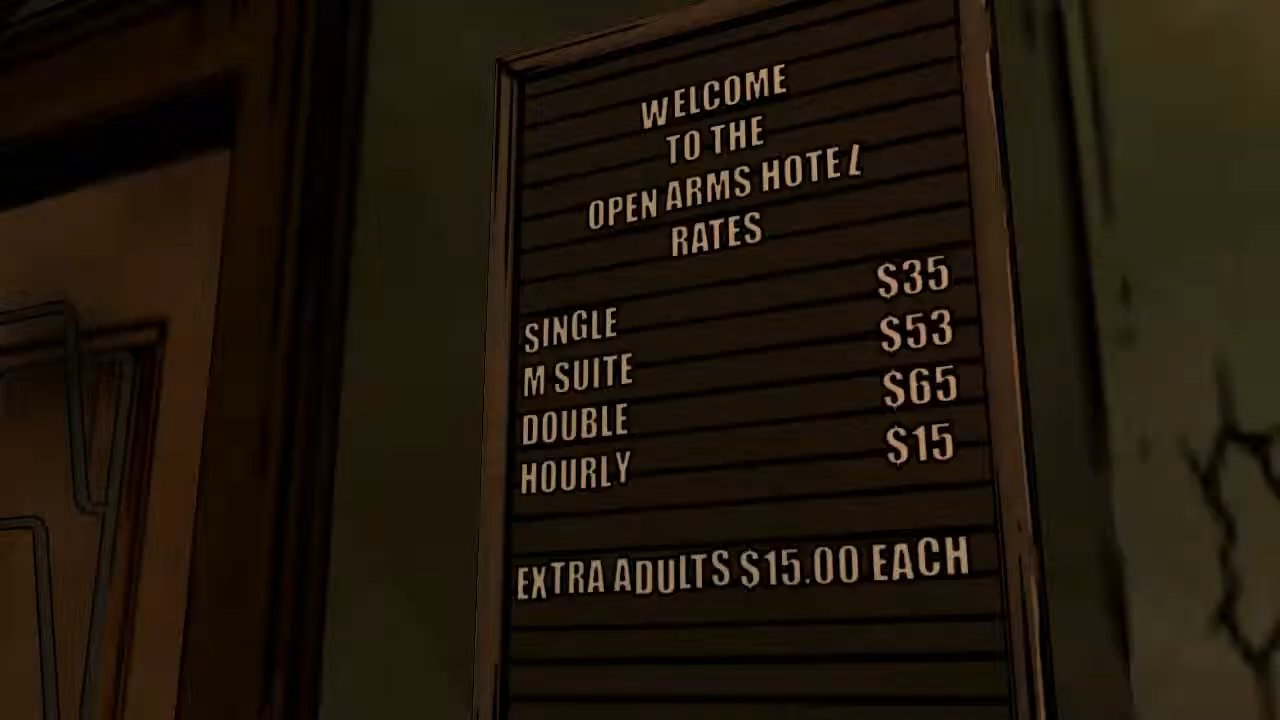 WELCOME
TO THE
OPEN ARMS HOTEL
RATES
SINGLE $35
M SUITE $53
DOUBLE $65
HOURLY $15
EXTRA ADULTS $15.00 EACH